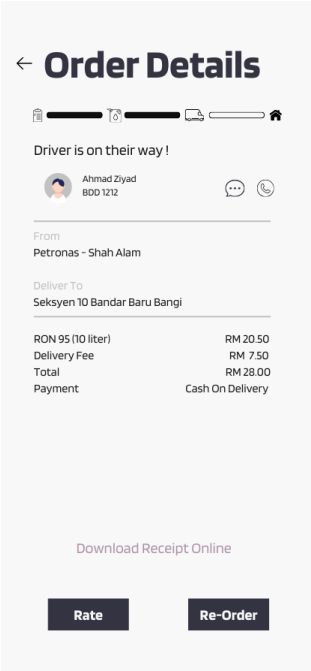 Order Details
Driver is on their way !
Ahmad Ziyad
BDD 1212
From
Petronas - Shah Alam
Deliver To
Seksyen 10 Bandar Baru Bangi
RON 95 (10 liter) RM 20.50
Delivery Fee RM 7.50
Total RM 28.00
Payment Cash On Delivery
Download Receipt Online
Rate Re-Order